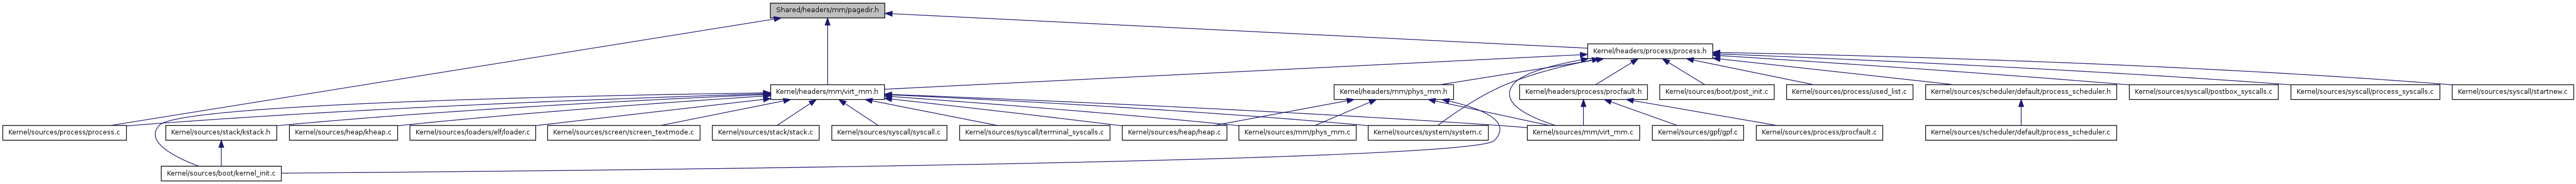 Shared/headers/mm/pagedir.h
Kernel/headers/process/process.h
Kernel/headers/mm/virt_mm.h
Kernel/headers/mm/phys_mm.h
Kernel/headers/process/procfault.h
Kernel/sources/boot/post_init.c
Kernel/sources/process/used_list.c
Kernel/sources/scheduler/default/process_scheduler.h
Kernel/sources/syscall/postbox_syscalls.c
Kernel/sources/syscall/process_syscalls.c
Kernel/sources/syscall/startnew.c
Kernel/sources/process/process.c
Kernel/sources/stack/kstack.h
Kernel/sources/heap/kheap.c
Kernel/sources/loaders/elf/loader.c
Kernel/sources/screen/screen_textmode.c
Kernel/sources/stack/stack.c
Kernel/sources/syscall/syscall.c
Kernel/sources/syscall/terminal_syscalls.c
Kernel/sources/heap/heap.c
Kernel/sources/mm/phys_mm.c
Kernel/sources/system/system.c
Kernel/sources/mm/virt_mm.c
Kernel/sources/gpf/gpf.c
Kernel/sources/process/procfault.c
Kernel/sources/scheduler/default/process_scheduler.c
Kernel/sources/boot/kernel_init.c